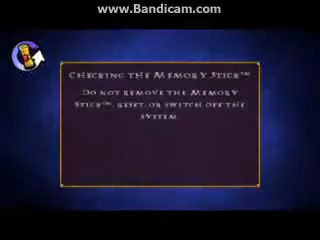 www.Bandicam.com
Checking the Memory Stick™
Do not remove the Memory
Stick™, reset, or switch off the
system.